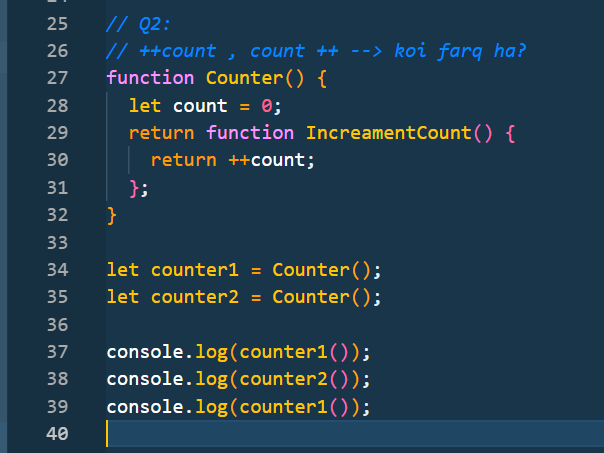 25 // Q2:
26 // ++count , count ++ --> koi farq ha?
27 function Counter() {
28   let count = 0;
29   return function IncreamentCount() {
30     return ++count;
31   };
32 }
33
34 let counter1 = Counter();
35 let counter2 = Counter();
36
37 console.log(counter1());
38 console.log(counter2());
39 console.log(counter1());
40